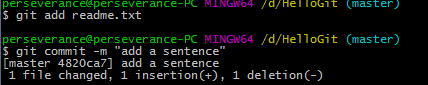 perseverance@perseverance-PC MINGW64 /d/HelloGit (master)
$ git add readme.txt
perseverance@perseverance-PC MINGW64 /d/HelloGit (master)
$ git commit -m "add a sentence"
[master 4820ca7] add a sentence
 1 file changed, 1 insertion(+), 1 deletion(-)